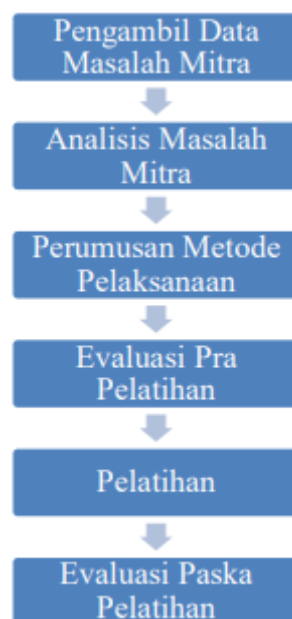 Pengambil Data
Masalah Mitra
Analisis Masalah
Mitra
Perumusan Metode
Pelaksanaan
Evaluasi Pra
Pelatihan
Pelatihan
Evaluasi Paska
Pelatihan